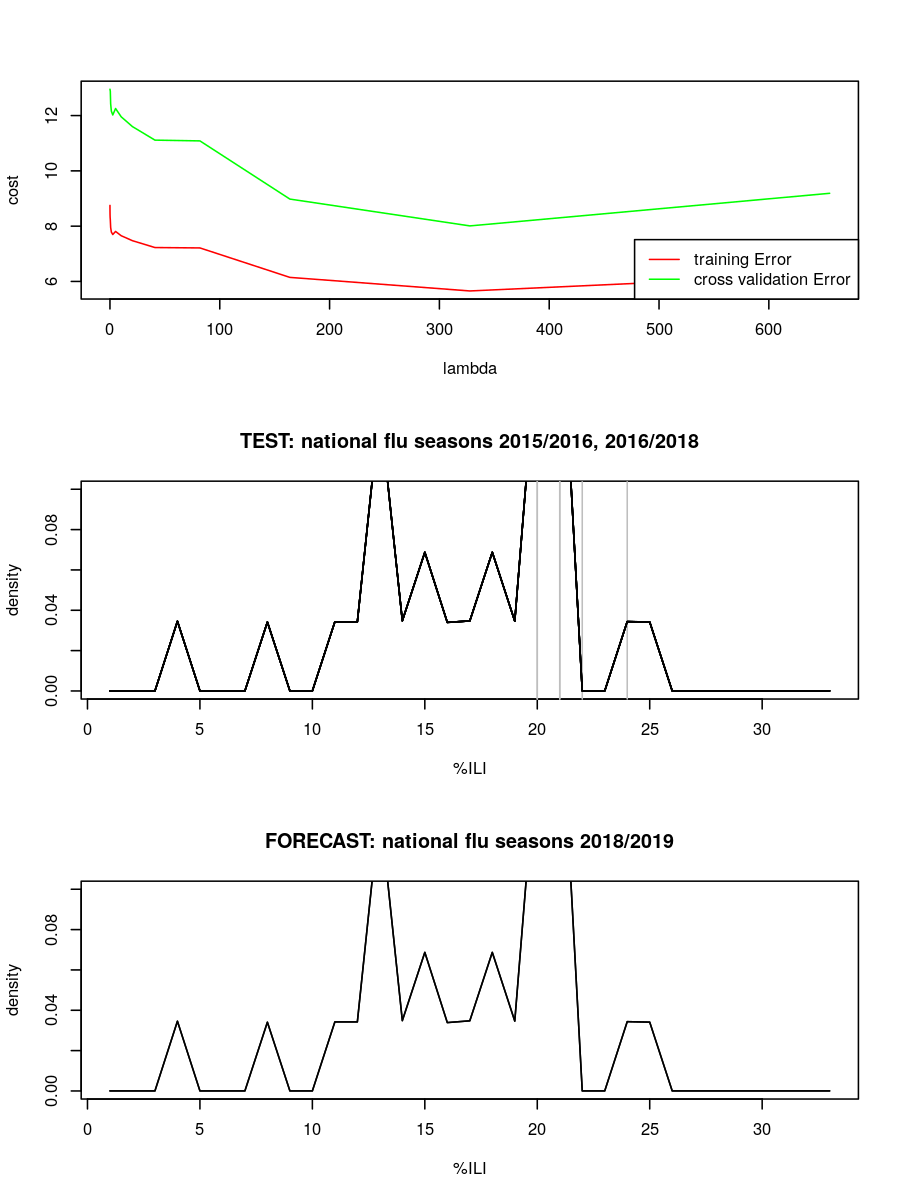 12
10
8
6
cost
training Error
cross validation Error
0 100 200 300 400 500 600
lambda
TEST: national flu seasons 2015/2016, 2016/2018
0.08
0.04
0.00
density
0 5 10 15 20 25 30
%ILI
FORECAST: national flu seasons 2018/2019
0.08
0.04
0.00
density
0 5 10 15 20 25 30
%ILI